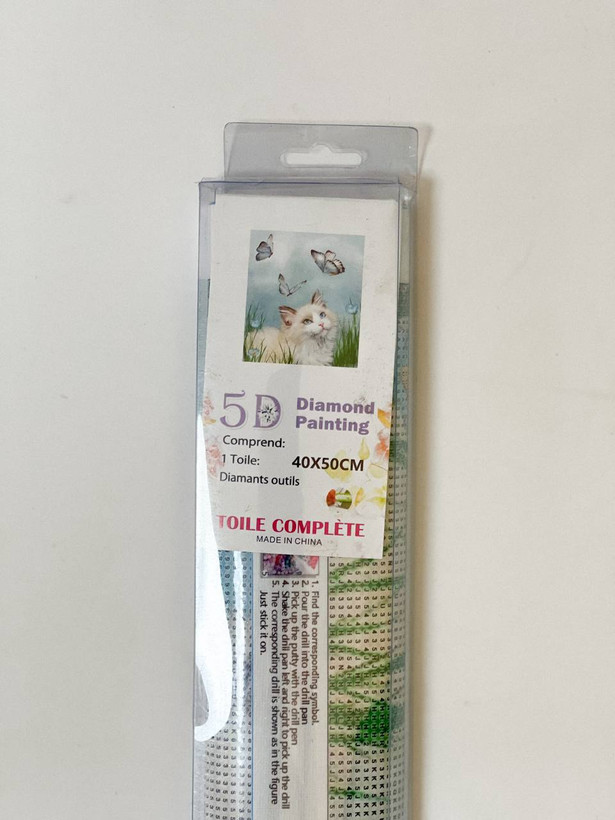 5D Diamond
Painting
Comprend:
1 Toile: 40X50CM
Diamants outils
TOILE COMPLÈTE
MADE IN CHINA
1. Find the corresponding symbol.
2. Pour the drill into the drill pan
3. Pick up the putty with the drill pen
4. Shake the drill pan left and right to pick up the drill
5. The corresponding drill is shown as in the figure
Just stick it on.